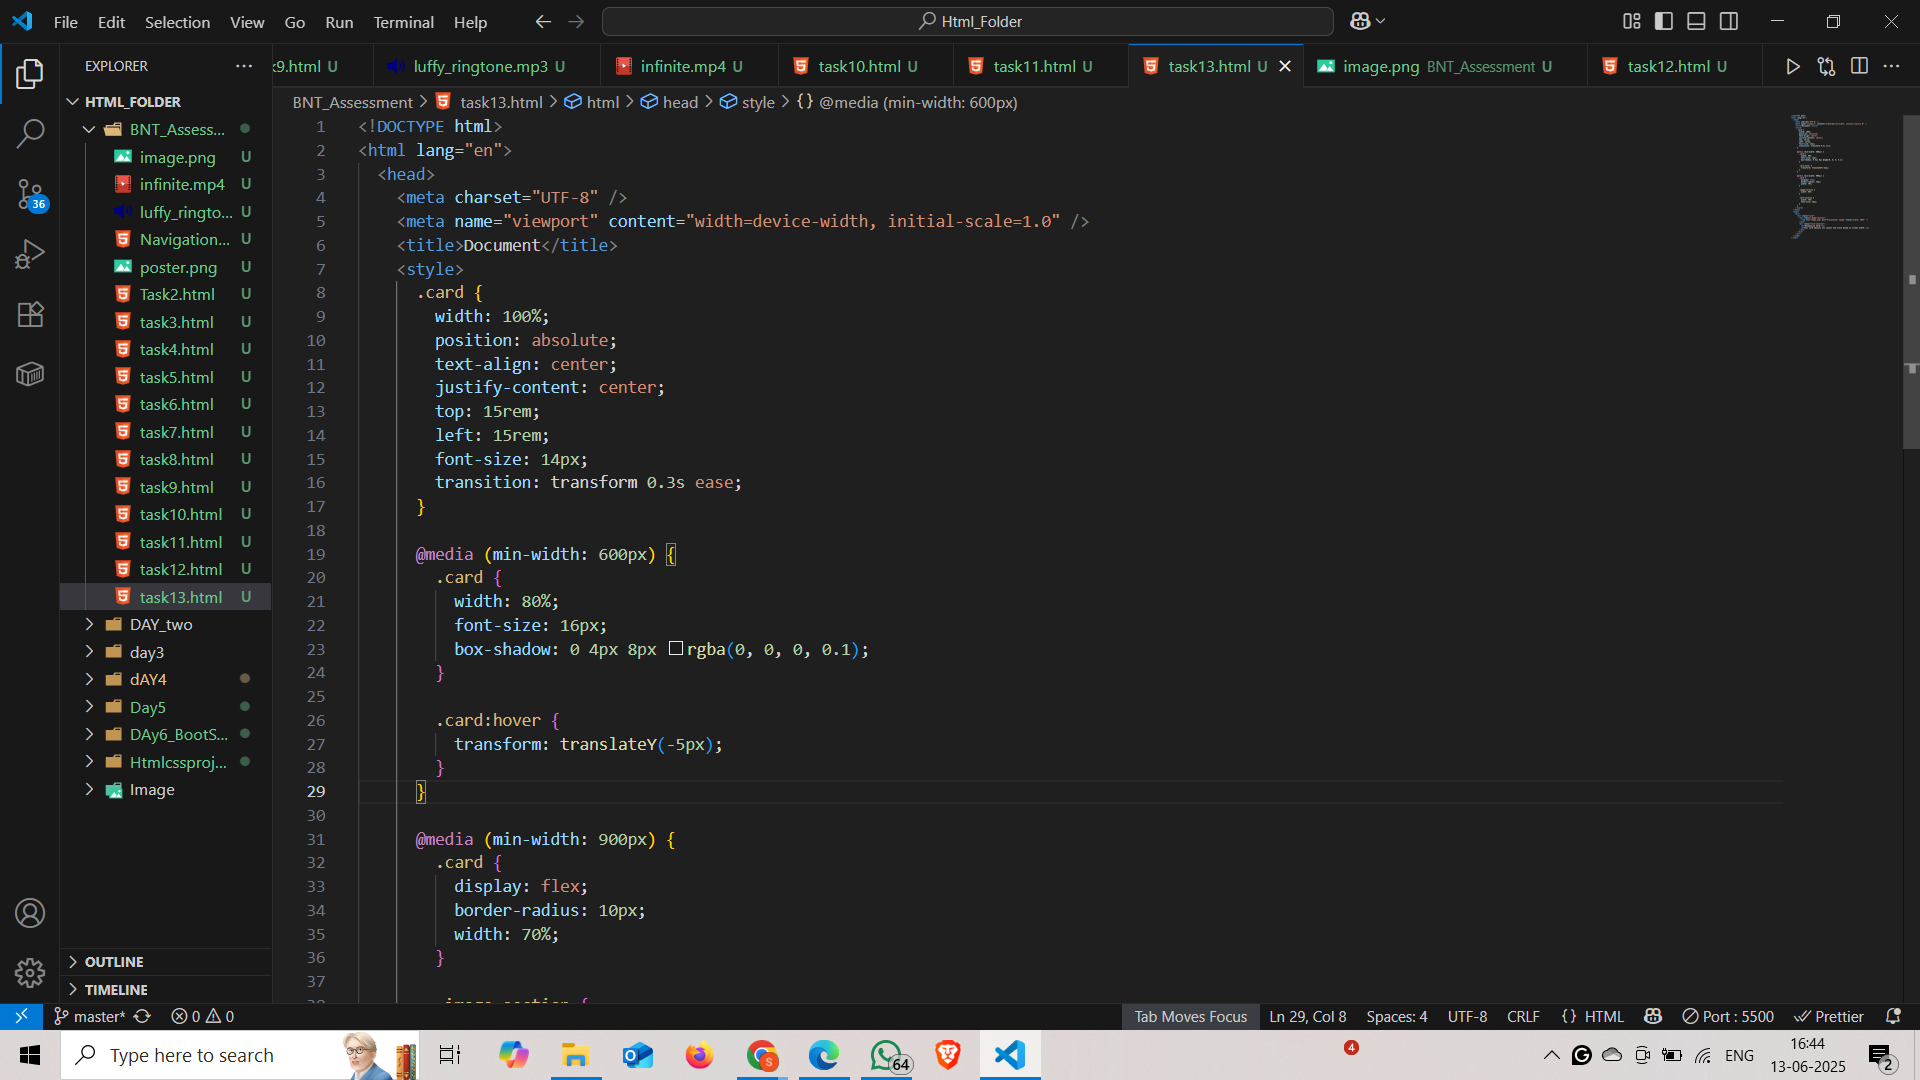 File Edit Selection View Go Run Terminal Help
Html_Folder
EXPLORER
k9.html U
luffy_ringtone.mp3 U
infinite.mp4 U
task10.html U
task11.html U
task13.html U
image.png BNT_Assessment U
task12.html U
HTML_FOLDER
BNT_Assess...
image.png U
infinite.mp4 U
luffy_ringto... U
Navigation... U
poster.png U
Task2.html U
task3.html U
task4.html U
task5.html U
task6.html U
task7.html U
task8.html U
task9.html U
task10.html U
task11.html U
task12.html U
task13.html U
DAY_two
day3
dAY4
Day5
DAy6_BootS...
Htmlcssproj...
Image
OUTLINE
TIMELINE
36
BNT_Assessment > task13.html > html > head > style > {} @media (min-width: 600px)
1 <!DOCTYPE html>
2 <html lang="en">
3 <head>
4 <meta charset="UTF-8" />
5 <meta name="viewport" content="width=device-width, initial-scale=1.0" />
6 <title>Document</title>
7 <style>
8 .card {
9 width: 100%;
10 position: absolute;
11 text-align: center;
12 justify-content: center;
13 top: 15rem;
14 left: 15rem;
15 font-size: 14px;
16 transition: transform 0.3s ease;
17 }
18
19 @media (min-width: 600px) {
20 .card {
21 width: 80%;
22 font-size: 16px;
23 box-shadow: 0 4px 8px rgba(0, 0, 0, 0.1);
24 }
25
26 .card:hover {
27 transform: translateY(-5px);
28 }
29 }
30
31 @media (min-width: 900px) {
32 .card {
33 display: flex;
34 border-radius: 10px;
35 width: 70%;
36 }
37
38 .image-section {
master* 0 0
Tab Moves Focus Ln 29, Col 8 Spaces: 4 UTF-8 CRLF {} HTML Port : 5500 Prettier
Type here to search
64
4
ENG
16:44
13-06-2025
2